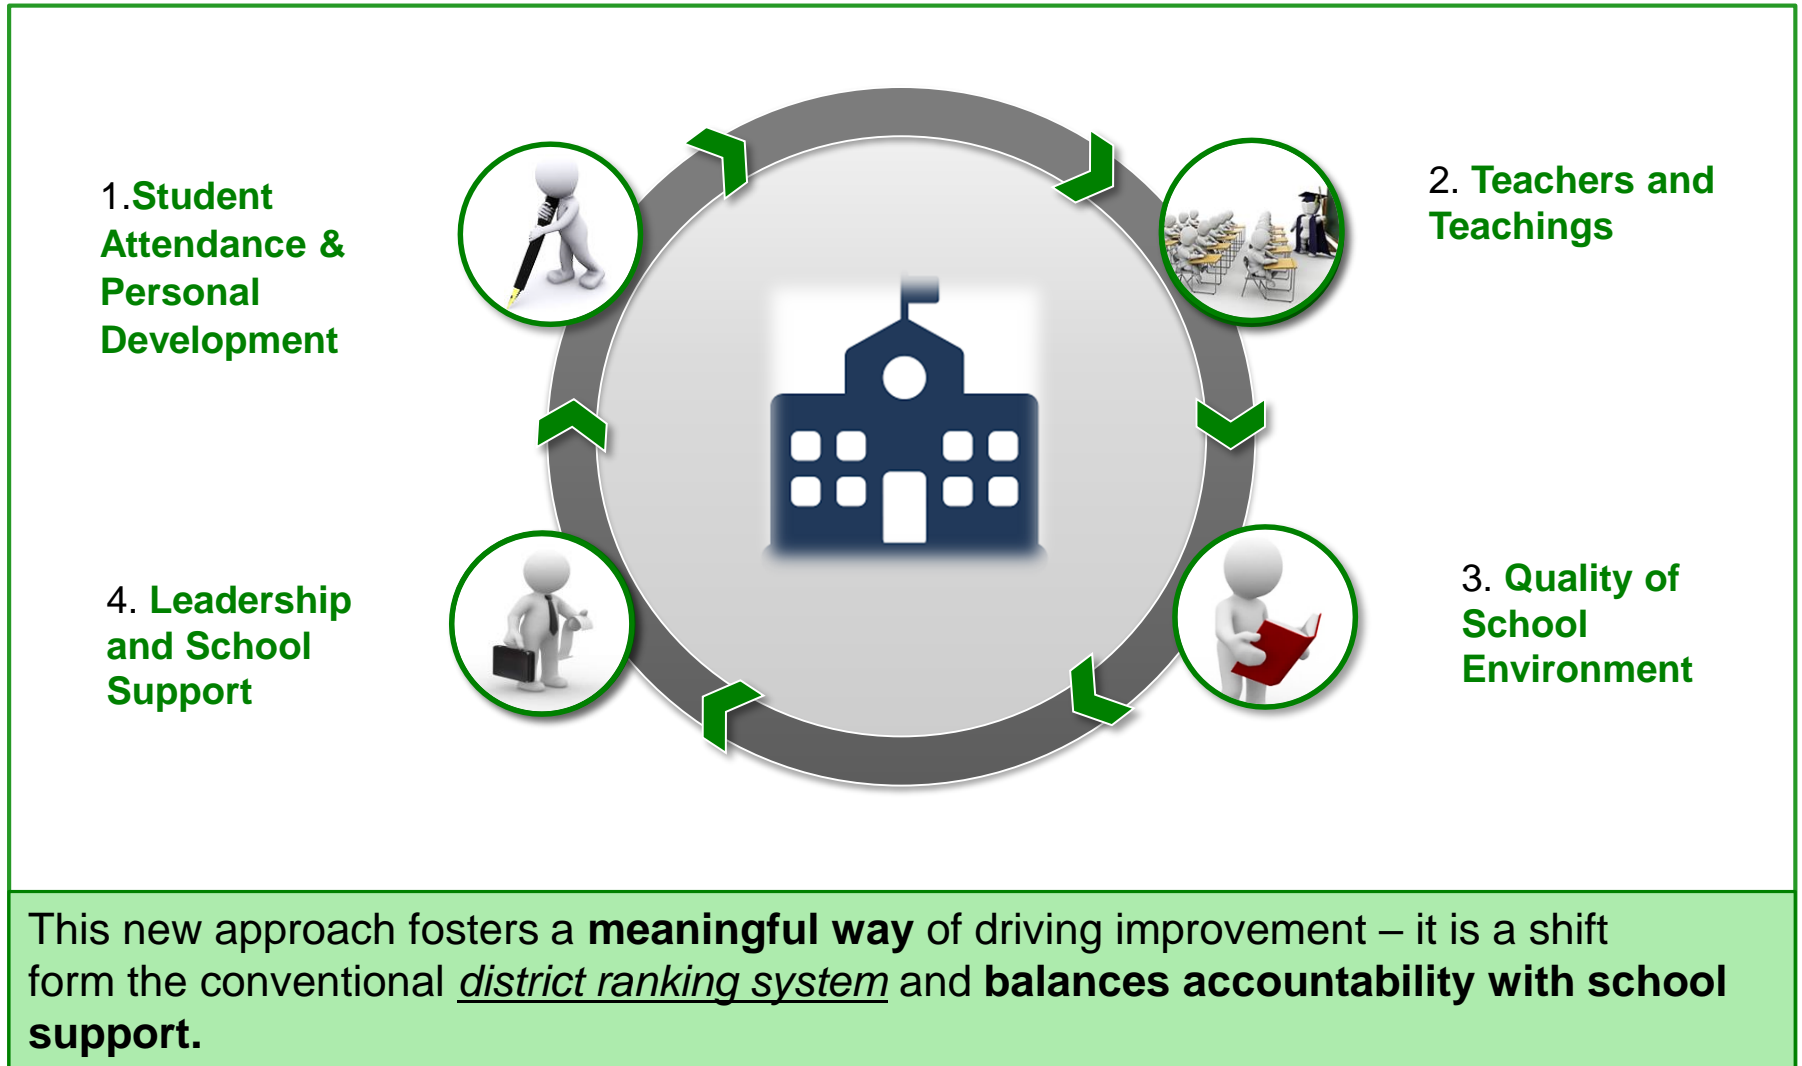 1.Student
Attendance &
Personal
Development
2. Teachers and
Teachings
3. Quality of
School
Environment
4. Leadership
and School
Support
This new approach fosters a meaningful way of driving improvement – it is a shift
form the conventional district ranking system and balances accountability with school
support.